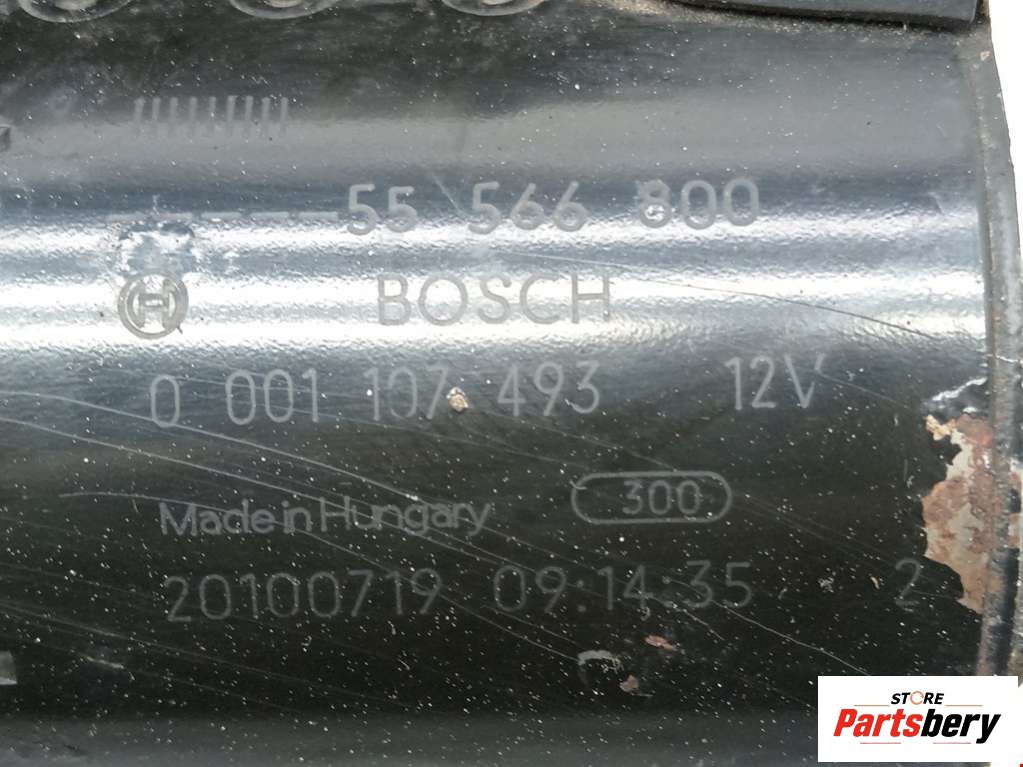 55 566 800
BOSCH
0 001 107 493 12V
Made in Hungary 300
20100719 09:14:35 2
STORE
Partsbery